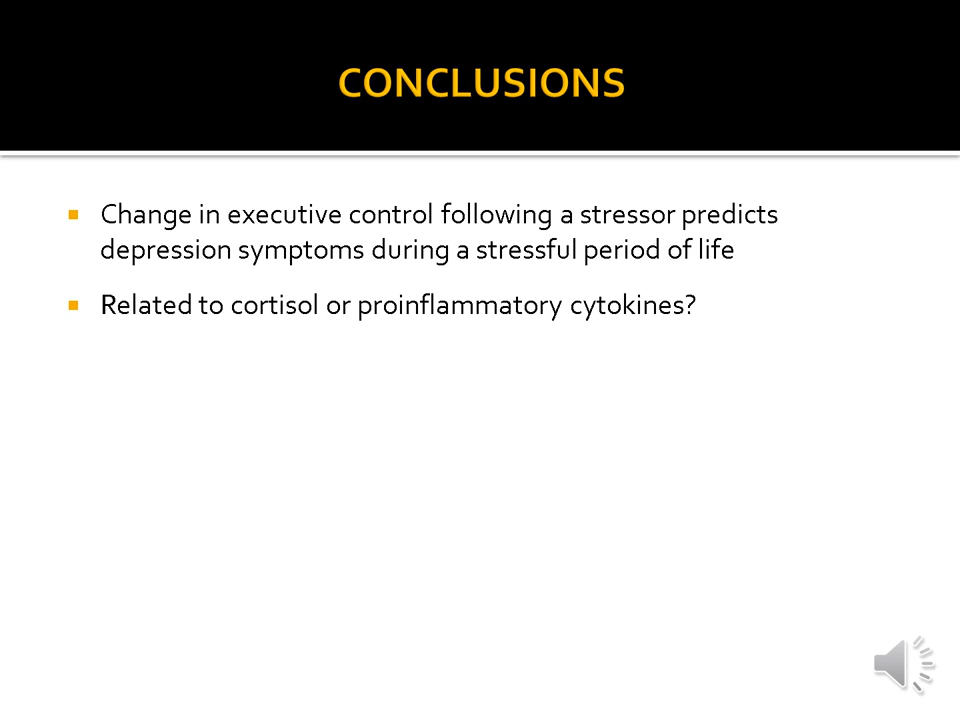 CONCLUSIONS
Change in executive control following a stressor predicts
depression symptoms during a stressful period of life
Related to cortisol or proinflammatory cytokines?